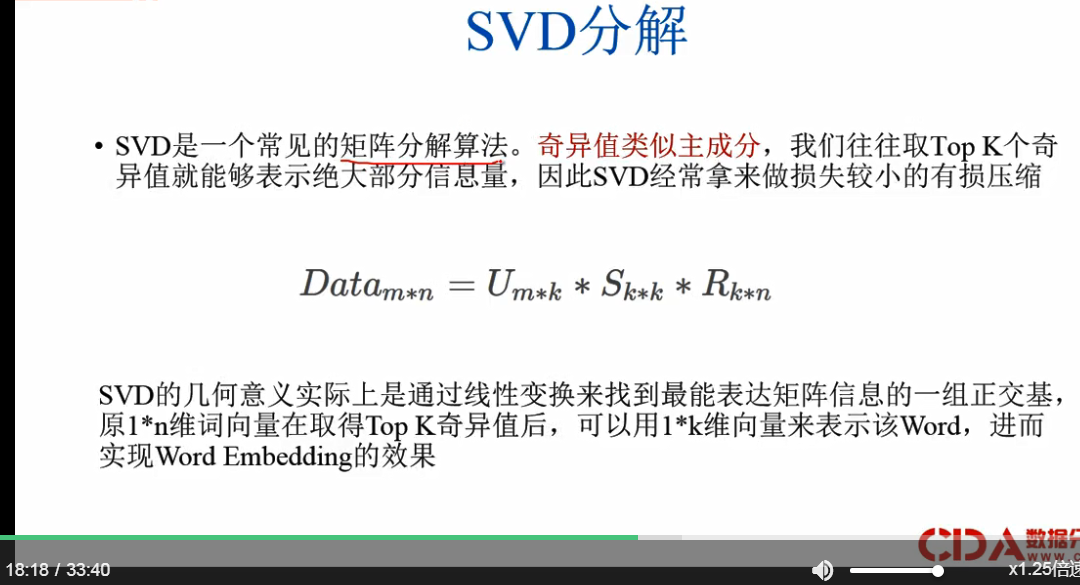 SVD分解
• SVD是一个常见的矩阵分解算法。奇异值类似主成分，我们往往取Top K个奇
异值就能够表示绝大部分信息量，因此SVD经常拿来做损失较小的有损压缩
Data_{m*n} = U_{m*k} * S_{k*k} * R_{k*n}
SVD的几何意义实际上是通过线性变换来找到最能表达矩阵信息的一组正交基，
原1*n维词向量在取得Top K奇异值后，可以用1*k维向量来表示该Word，进而
实现Word Embedding的效果
CDA 数据分
www.c
18:18 / 33:40
x1.25倍速